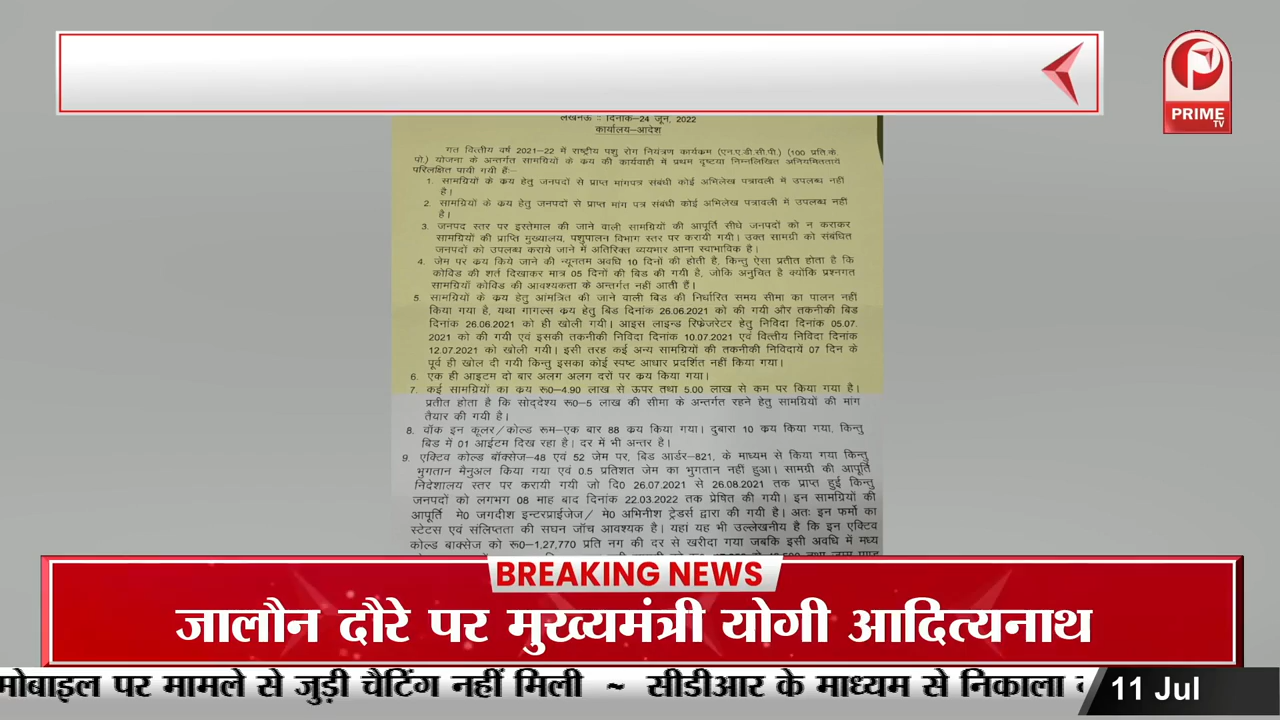 PRIME
TV
लखनऊ :: दिनांक-24 जून, 2022
कार्यालय-आदेश
गत वित्तीय वर्ष 2021-22 में राष्ट्रीय पशु रोग नियंत्रण कार्यक्रम (एन.ए.डी.सी.पी.) (100 प्रति.के.
पो.) योजना के अन्तर्गत सामग्रियों के क्रय की कार्यवाही में प्रथम दृष्टया निम्नलिखित अनियमिततायें
परिलक्षित पायी गयी हैं:-
1. सामग्रियों के क्रय हेतु जनपदों से प्राप्त मांगपत्र संबंधी कोई अभिलेख पत्रावली में उपलब्ध नहीं
है।
2. सामग्रियों के क्रय हेतु जनपदों से प्राप्त मांग पत्र संबंधी कोई अभिलेख पत्रावली में उपलब्ध नहीं
है।
3. जनपद स्तर पर इस्तेमाल की जाने वाली सामग्रियों की आपूर्ति सीधे जनपदों को न कराकर
सामग्रियों की प्राप्ति मुख्यालय, पशुपालन विभाग स्तर पर करायी गयी। उक्त सामग्री को संबंधित
जनपदों को उपलब्ध कराये जाने में अतिरिक्त व्ययभार आना स्वाभाविक है।
4. जेम पर क्रय किये जाने की न्यूनतम अवधि 10 दिनों की होती है, किन्तु ऐसा प्रतीत होता है कि
कोविड की शर्त दिखाकर मात्र 05 दिनों की बिड की गयी है, जोकि अनुचित है क्योंकि प्रश्नगत
सामग्रियाँ कोविड की आवश्यकता के अन्तर्गत नहीं आती हैं।
5. सामग्रियों के क्रय हेतु आंमत्रित की जाने वाली बिड की निर्धारित समय सीमा का पालन नहीं
किया गया है, यथा गागल्स क्रय हेतु बिड दिनांक 26.06.2021 को की गयी और तकनीकी बिड
दिनांक 26.06.2021 को ही खोली गयी। आइस लाइन्ड रिफ्रेजरेटर हेतु निविदा दिनांक 05.07.
2021 को की गयी एवं इसकी तकनीकी निविदा दिनांक 10.07.2021 एवं वित्तीय निविदा दिनांक
12.07.2021 को खोली गयी। इसी तरह कई अन्य सामग्रियों की तकनीकी निविदायें 07 दिन के
पूर्व ही खोल दी गयी किन्तु इसका कोई स्पष्ट आधार प्रदर्शित नहीं किया गया।
6. एक ही आइटम दो बार अलग अलग दरों पर क्रय किया गया।
7. कई सामग्रियों का क्रय रू0-4.90 लाख से ऊपर तथा 5.00 लाख से कम पर किया गया है।
प्रतीत होता है कि सोद्देश्य रू0-5 लाख की सीमा के अन्तर्गत रहने हेतु सामग्रियों की मांग
तैयार की गयी है।
8. वॉक इन कूलर/कोल्ड रूम-एक बार 88 क्रय किया गया। दुबारा 10 क्रय किया गया, किन्तु
बिड में 01 आईटम दिख रहा है। दर में भी अन्तर है।
9. एक्टिव कोल्ड बॉक्सेज-48 एवं 52 जेम पर, बिड आर्डर-821, के माध्यम से किया गया किन्तु
भुगतान मैनुअल किया गया एवं 0.5 प्रतिशत जेम का भुगतान नहीं हुआ। सामग्री की आपूर्ति
निदेशालय स्तर पर करायी गयी जो दि0 26.07.2021 से 26.08.2021 तक प्राप्त हुई किन्तु
जनपदों को लगभग 08 माह बाद दिनांक 22.03.2022 तक प्रेषित की गयी। इन सामग्रियों की
आपूर्ति मे0 जगदीश इन्टरप्राईजेज/ मे0 अभिनीश ट्रेडर्स द्वारा की गयी है। अतः इन फर्मों का
स्टेटस एवं संलिप्तता की सघन जाँच आवश्यक है। यहां यह भी उल्लेखनीय है कि इन एक्टिव
कोल्ड बाक्सेज को रू0-1,27,770 प्रति नग की दर से खरीदा गया जबकि इसी अवधि में मध्य
BREAKING NEWS
जालौन दौरे पर मुख्यमंत्री योगी आदित्यनाथ
मोबाइल पर मामले से जुड़ी चैटिंग नहीं मिली ~ सीडीआर के माध्यम से निकाला
11 Jul